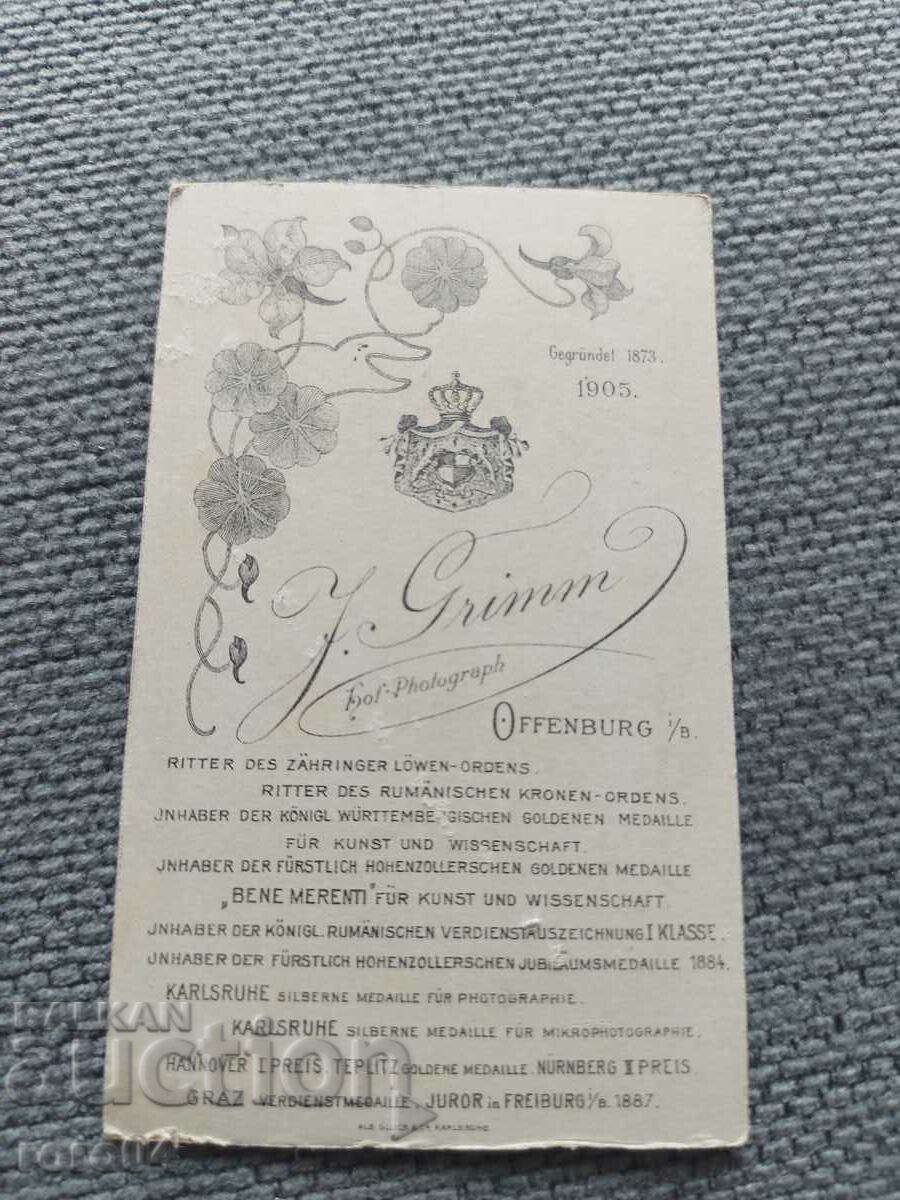 Gegründet 1873.
1905.
J. Grimm
Hof-Photograph
OFFENBURG i/B.
RITTER DES ZÄHRINGER LÖWEN-ORDENS.
RITTER DES RUMÄNISCHEN KRONEN-ORDENS.
JNHABER DER KÖNIGL WÜRTTEMBERGISCHEN GOLDENEN MEDAILLE
FÜR KUNST UND WISSENSCHAFT.
JNHABER DER FÜRSTLICH HOHENZOLLERSCHEN GOLDENEN MEDAILLE
„BENE MERENTI" FÜR KUNST UND WISSENSCHAFT.
JNHABER DER KÖNIGL. RUMÄNISCHEN VERDIENSTAUSZEICHNUNG I KLASSE.
JNHABER DER FÜRSTLICH HOHENZOLLERSCHEN JUBILÄUMSMEDAILLE 1884.
KARLSRUHE SILBERNE MEDAILLE FÜR PHOTOGRAPHIE.
KARLSRUHE SILBERNE MEDAILLE FÜR MIKROPHOTOGRAPHIE.
HANNOVER I PREIS. TEPLITZ GOLDENE MEDAILLE. NÜRNBERG II PREIS.
GRAZ VERDIENSTMEDAILLE. JUROR in FREIBURG i/B. 1887.
KARLSRUHE
BALKAN
auction
roro04